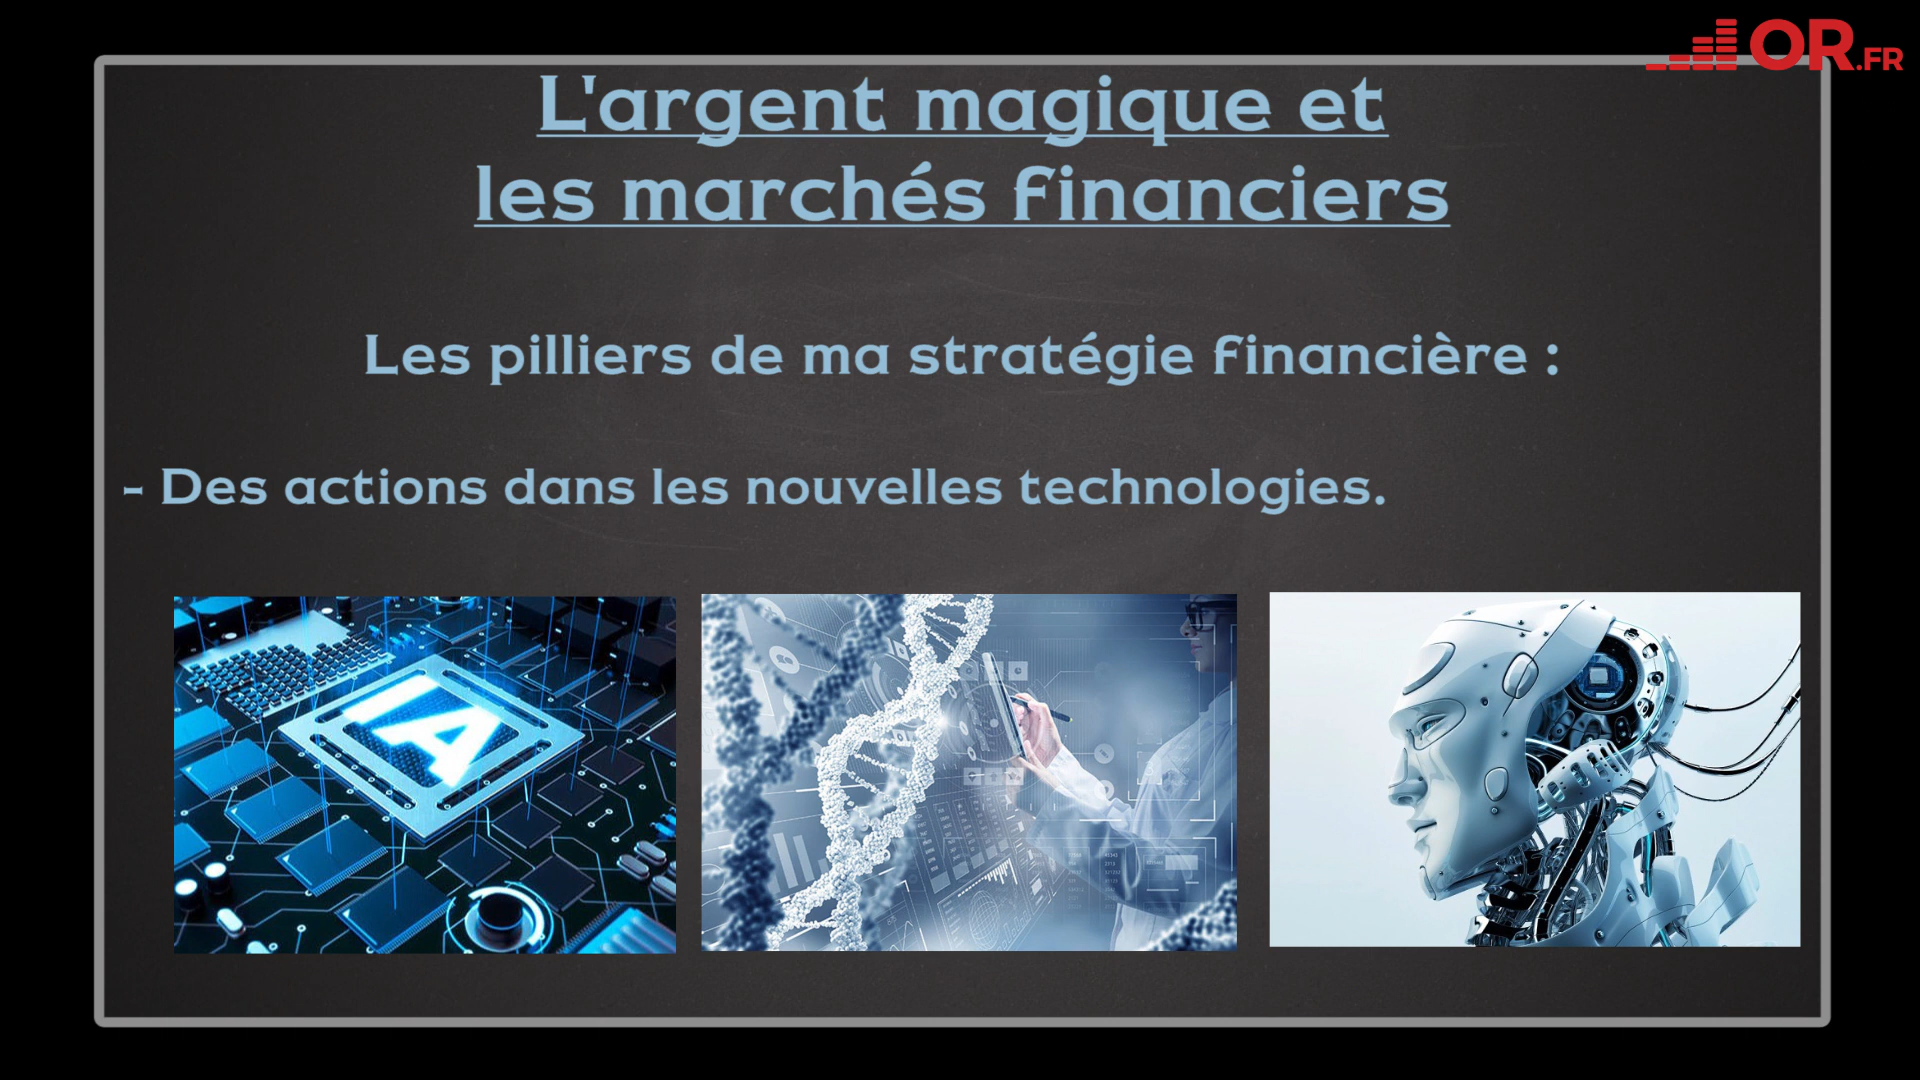 OR.FR
L'argent magique et
les marchés financiers
Les pilliers de ma stratégie financière :
- Des actions dans les nouvelles technologies.
IA